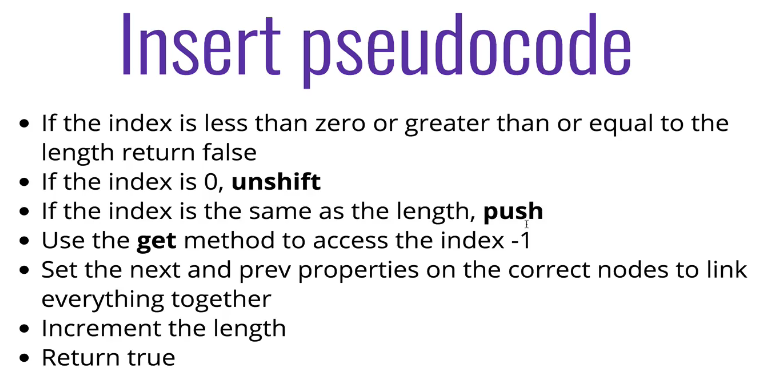 Insert pseudocode
• If the index is less than zero or greater than or equal to the
length return false
• If the index is 0, unshift
• If the index is the same as the length, push
• Use the get method to access the index -1
• Set the next and prev properties on the correct nodes to link
everything together
• Increment the length
• Return true